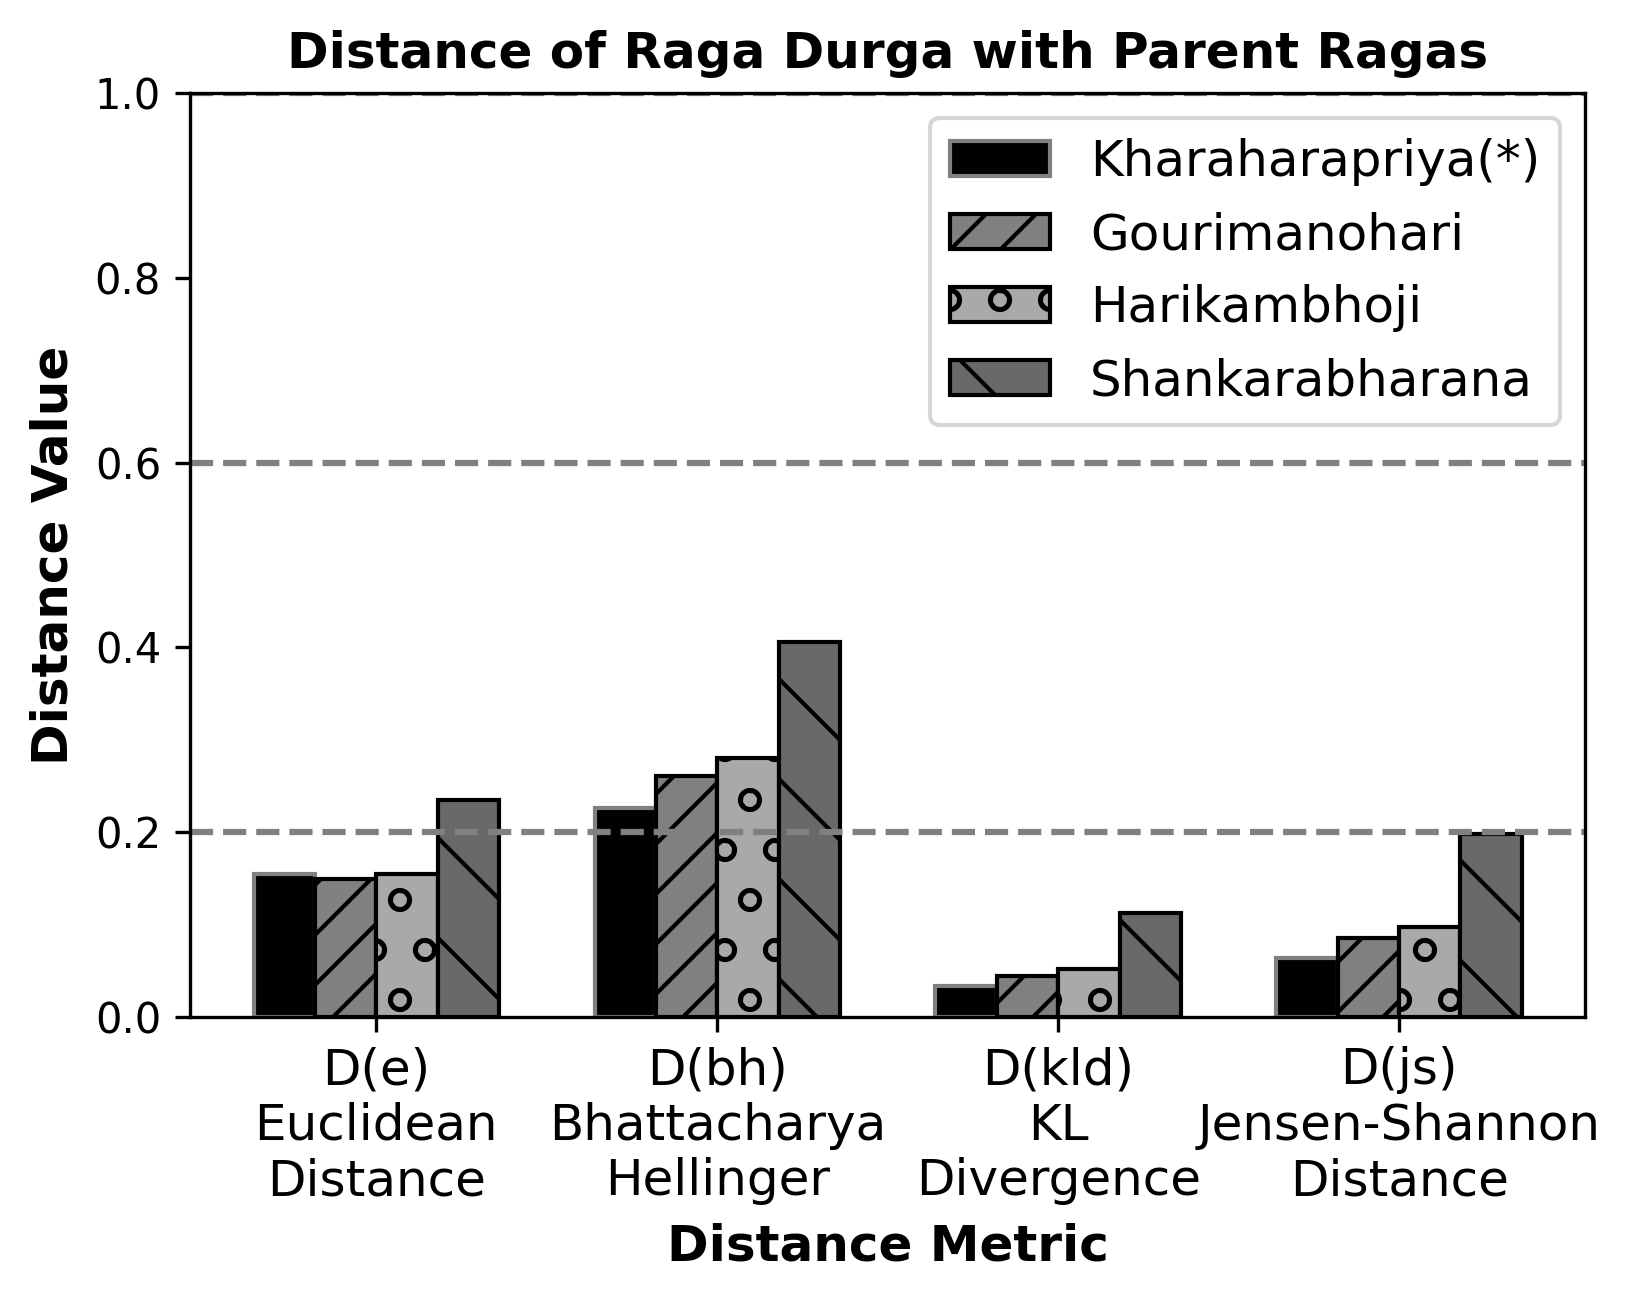 Distance of Raga Durga with Parent Ragas
1.0
0.8
0.6
0.4
0.2
0.0
Distance Value
Kharaharapriya(*)
Gourimanohari
Harikambhoji
Shankarabharana
D(e)
Euclidean
Distance
D(bh)
Bhattacharya
Hellinger
D(kld)
KL
Divergence
D(js)
Jensen-Shannon
Distance
Distance Metric